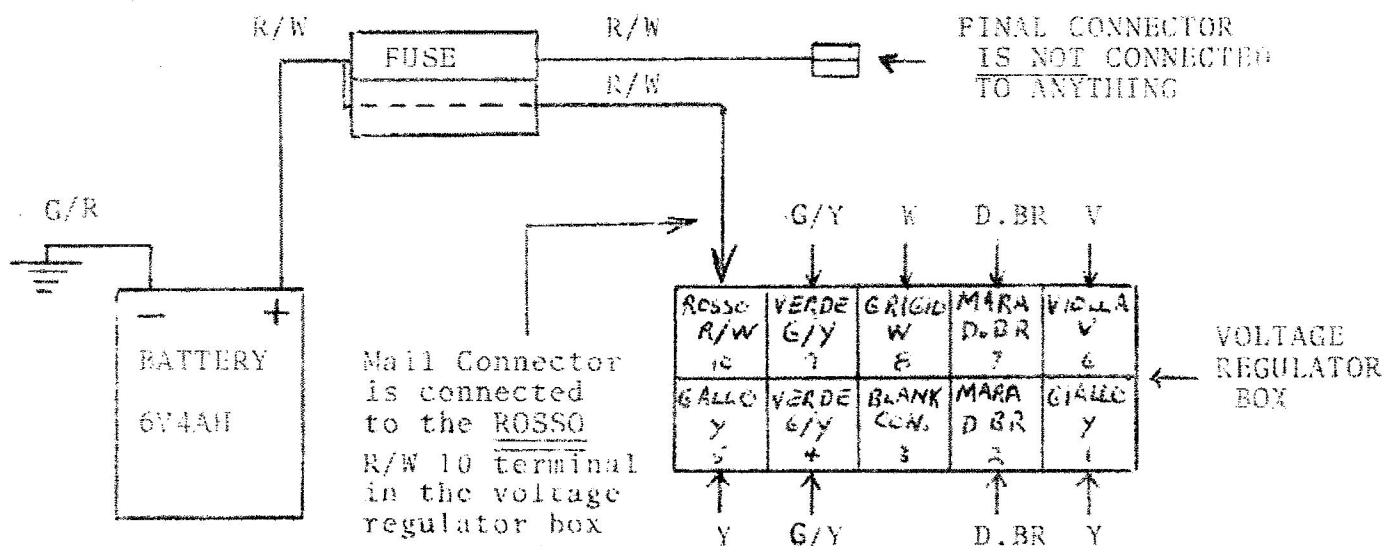 R/W
R/W
FINAL CONNECTOR
IS NOT CONNECTED
TO ANYTHING
FUSE
R/W
G/R
G/Y W D.BR V
ROSSO VERDE GRIGIO MARA VIOLLA
R/W G/Y W D.BR V
10 9 8 7 6
GALLO VERDE BLANK MARA GIALLO
Y G/Y CON. D BR Y
5 4 3 2 1
Y G/Y D.BR Y
VOLTAGE
REGULATOR
BOX
- +
BATTERY
6V4AH
Mail Connector
is connected
to the ROSSO
R/W 10 terminal
in the voltage
regulator box